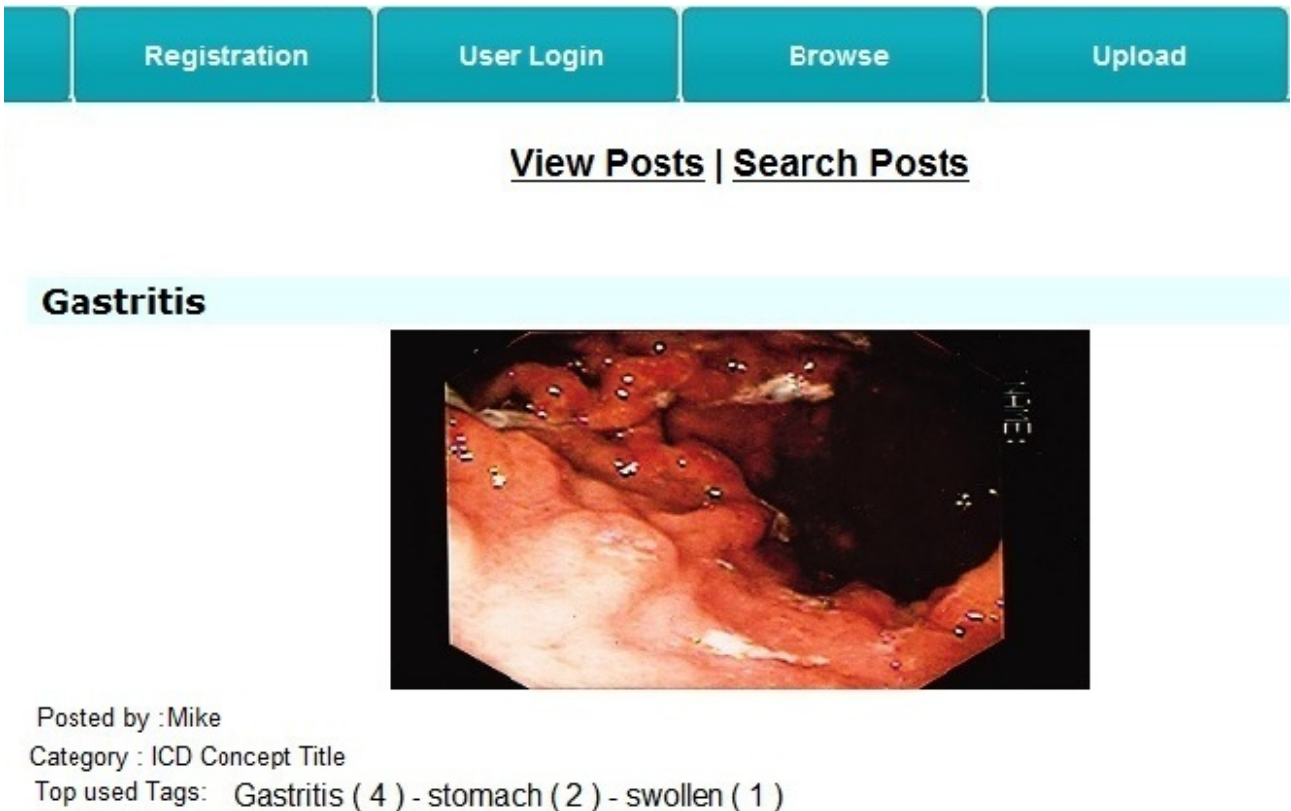 Registration User Login Browse Upload
View Posts | Search Posts
Gastritis
NAME:
Posted by :Mike
Category : ICD Concept Title
Top used Tags: Gastritis ( 4 ) - stomach ( 2 ) - swollen ( 1 )